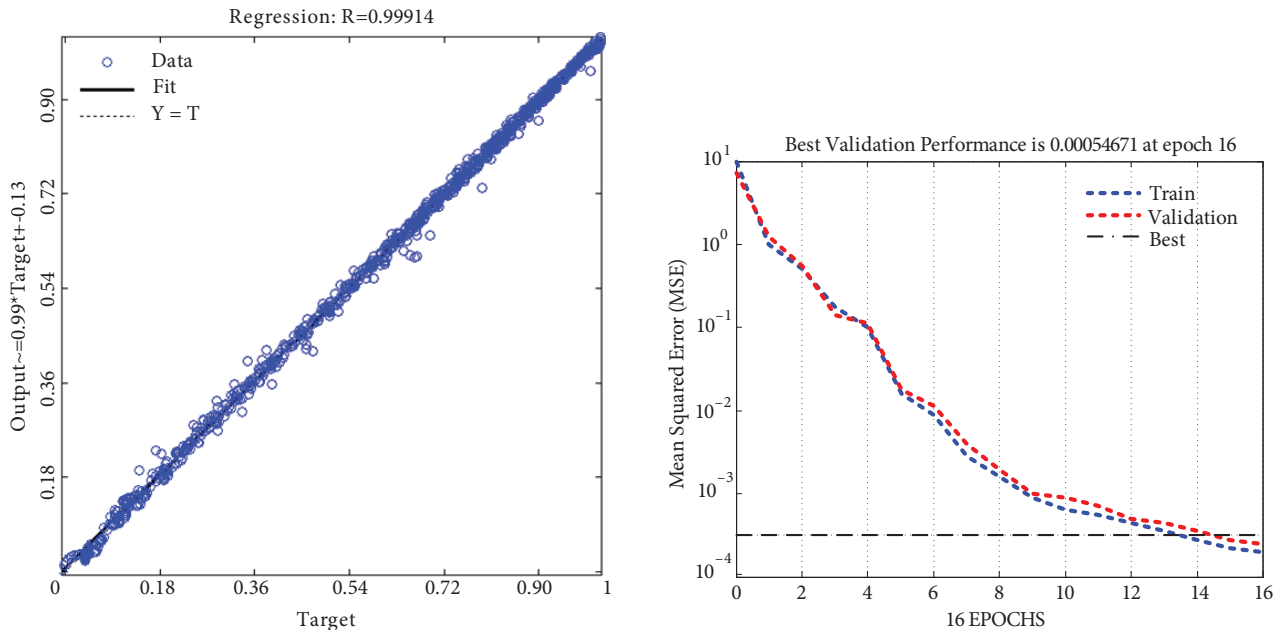 Regression: R=0.99914
Data
Fit
Y = T
Output~=0.99*Target+-0.13
0.90
0.72
0.54
0.36
0.18
0
0
0.18
0.36
0.54
0.72
0.90
1
Target
Best Validation Performance is 0.00054671 at epoch 16
Train
Validation
Best
Mean Squared Error (MSE)
10^1
10^0
10^-1
10^-2
10^-3
10^-4
0
2
4
6
8
10
12
14
16
16 EPOCHS